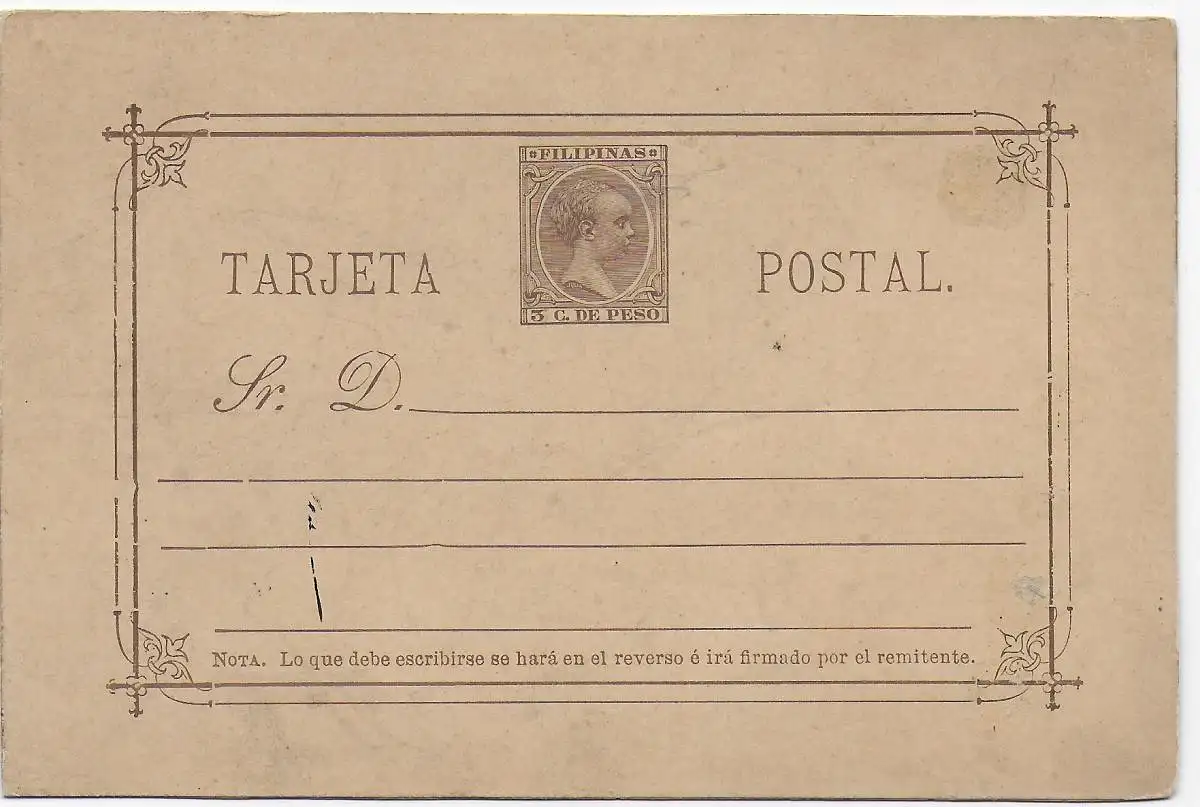 FILIPINAS
TARJETA POSTAL.
3 C. DE PESO
Sr. D.
NOTA. Lo que debe escribirse se hará en el reverso é irá firmado por el remitente.